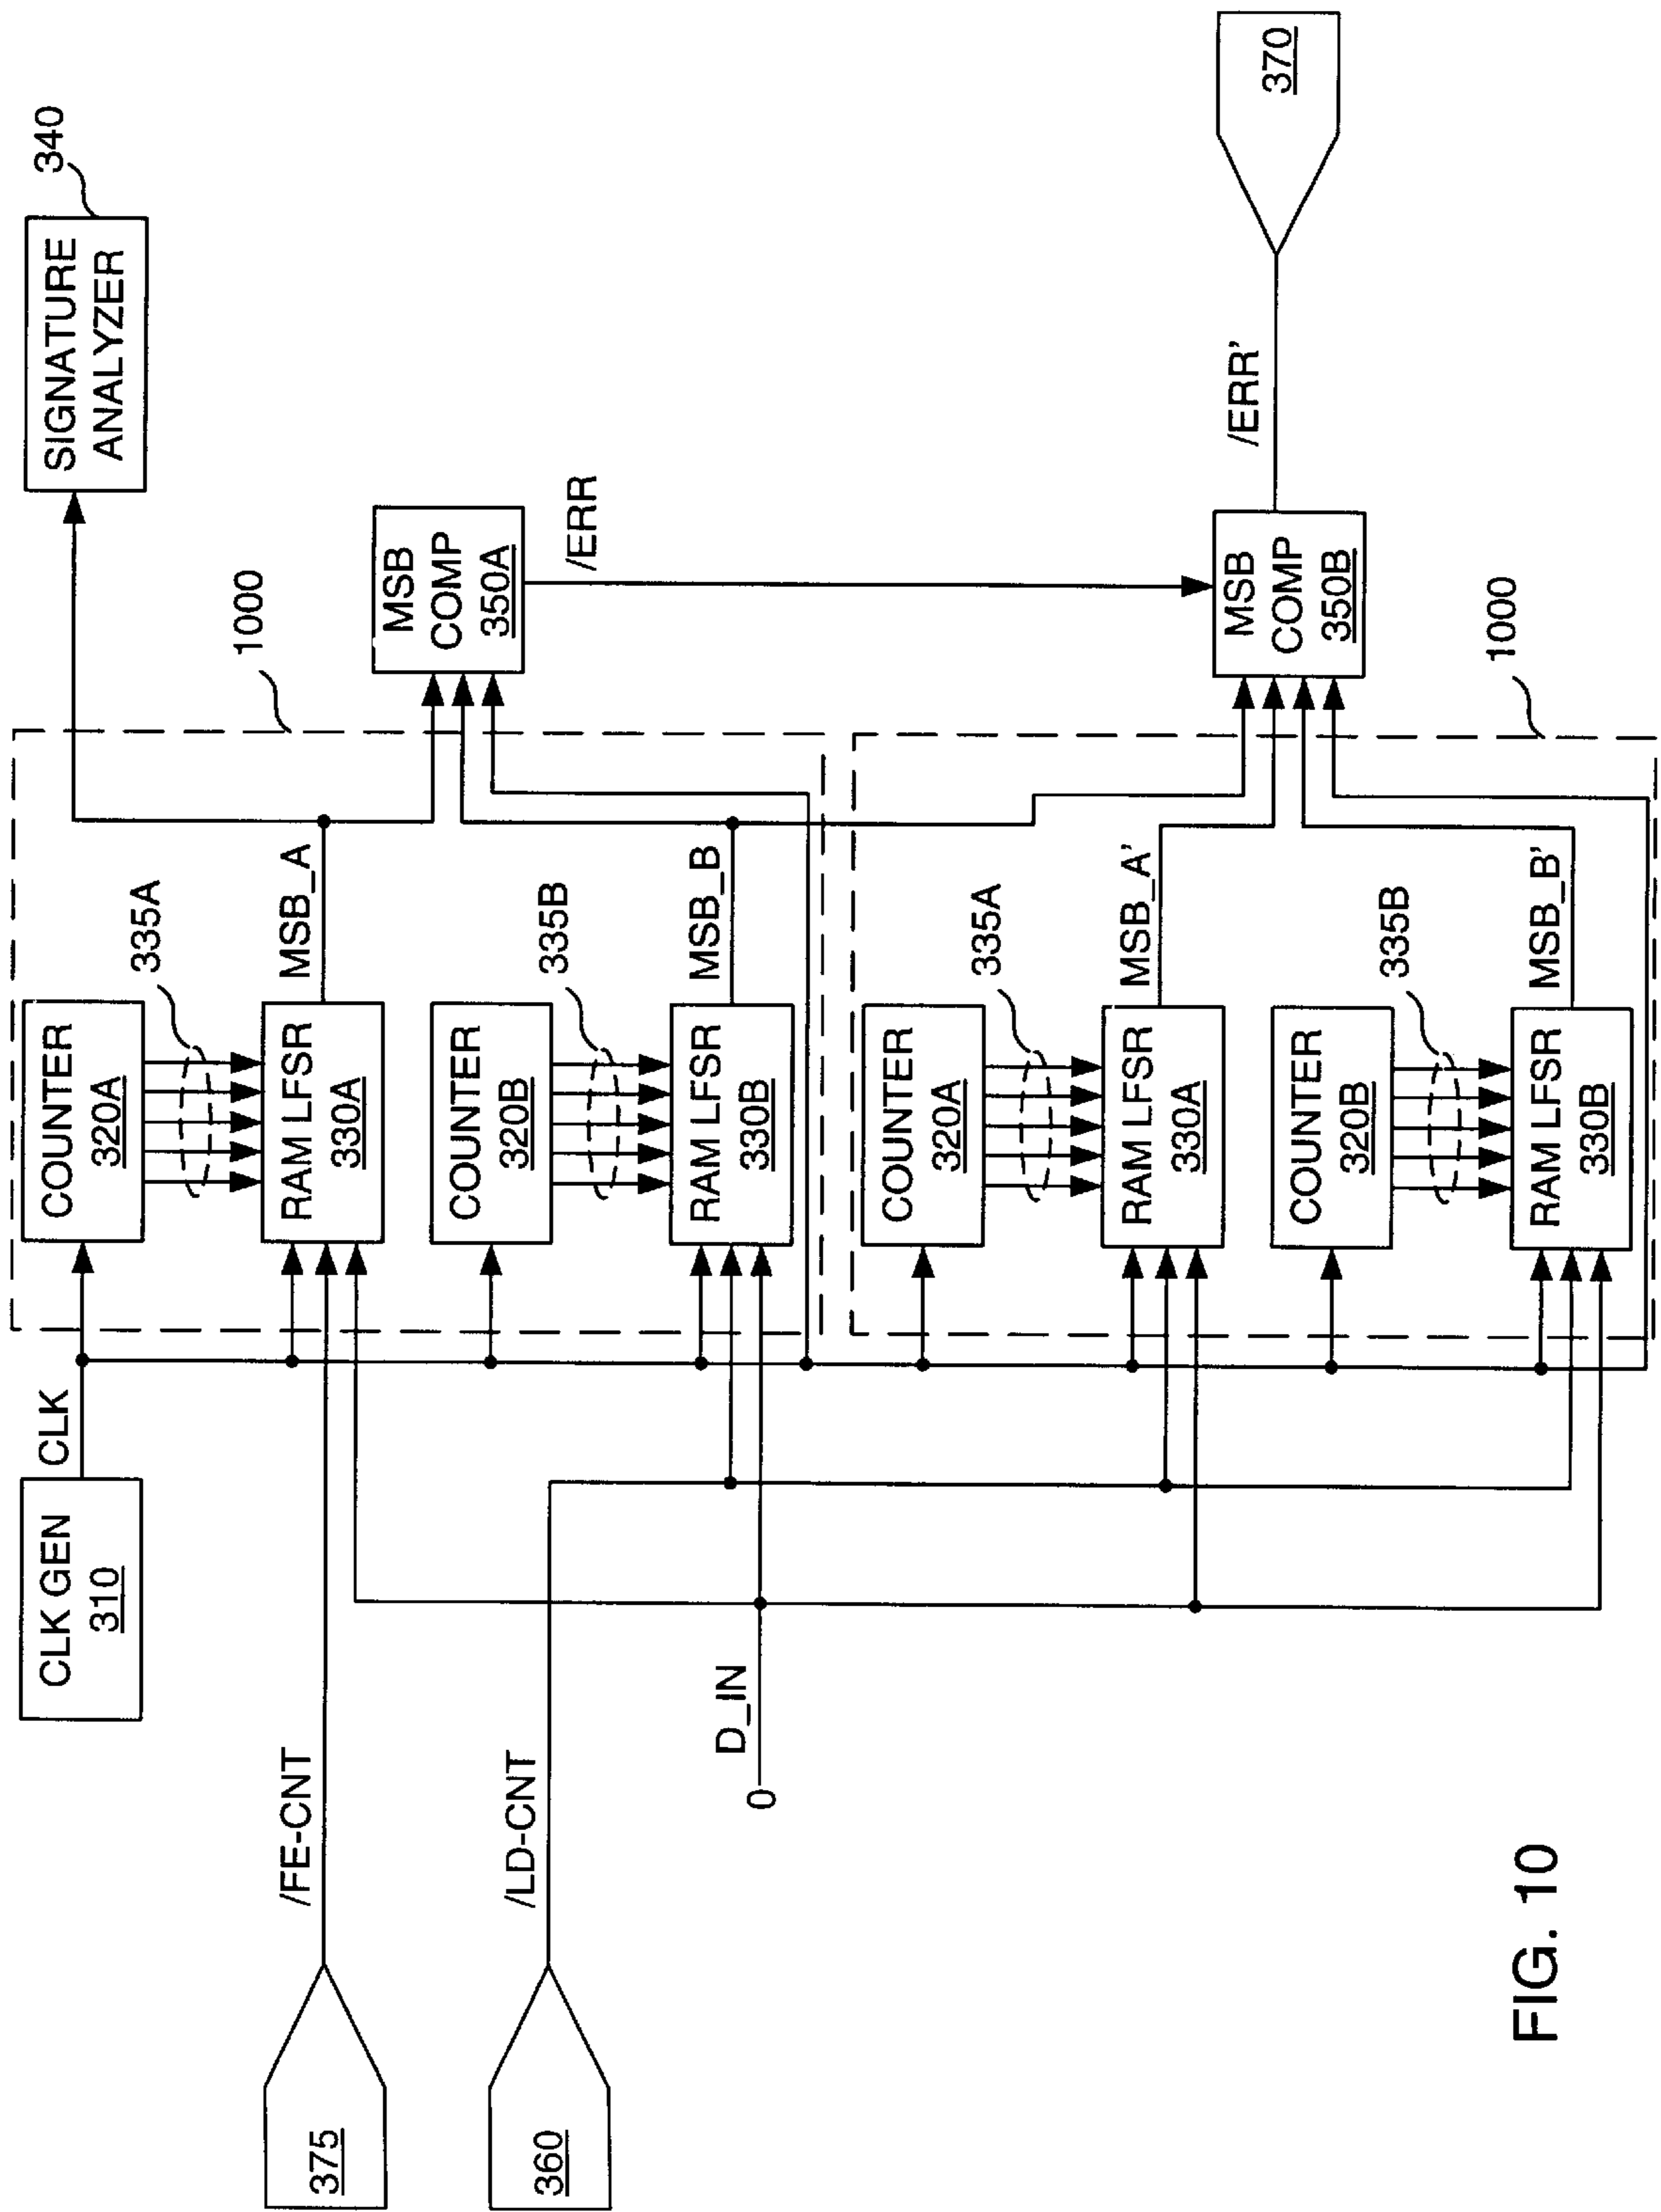 SIGNATURE
ANALYZER
340
CLK GEN
310
CLK
COUNTER
320A
335A
1000
RAM LFSR
330A
MSB_A
/FE-CNT
375
MSB
COMP
350A
/ERR
COUNTER
320B
335B
/LD-CNT
360
RAM LFSR
330B
MSB_B
D_IN
0
COUNTER
320A
335A
RAM LFSR
330A
MSB_A'
MSB
COMP
350B
/ERR'
370
COUNTER
320B
335B
1000
RAM LFSR
330B
MSB_B'
FIG. 10